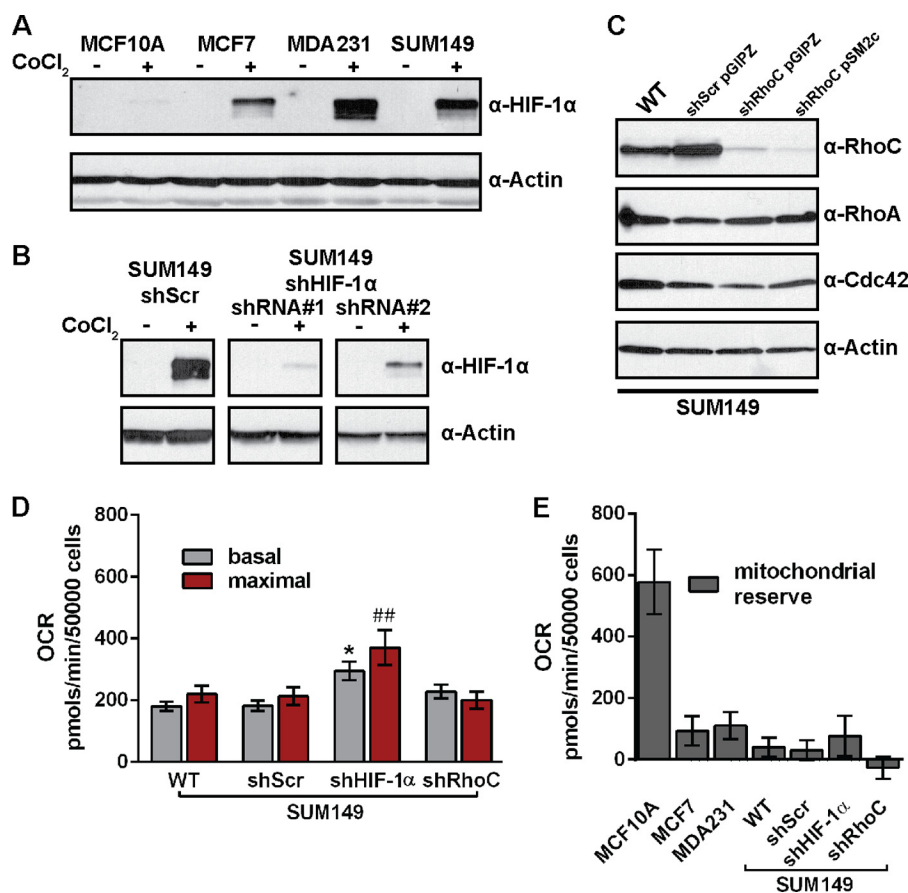 A
MCF10A MCF7 MDA231 SUM149
CoCl2 - + - + - + - +
α-HIF-1α
α-Actin
B
SUM149 shScr
SUM149 shHIF-1α
shRNA#1 shRNA#2
CoCl2 - + - + - +
α-HIF-1α
α-Actin
C
WT shScr pGIPZ shRhoC pGIPZ shRhoC pSM2c
α-RhoC
α-RhoA
α-Cdc42
α-Actin
SUM149
D
OCR
pmols/min/50000 cells
800
600
400
200
0
basal
maximal
* ##
WT shScr shHIF-1α shRhoC
SUM149
E
OCR
pmols/min/50000 cells
800
600
400
200
0
mitochondrial
reserve
MCF10A MCF7 MDA231 WT shScr shHIF-1α shRhoC
SUM149